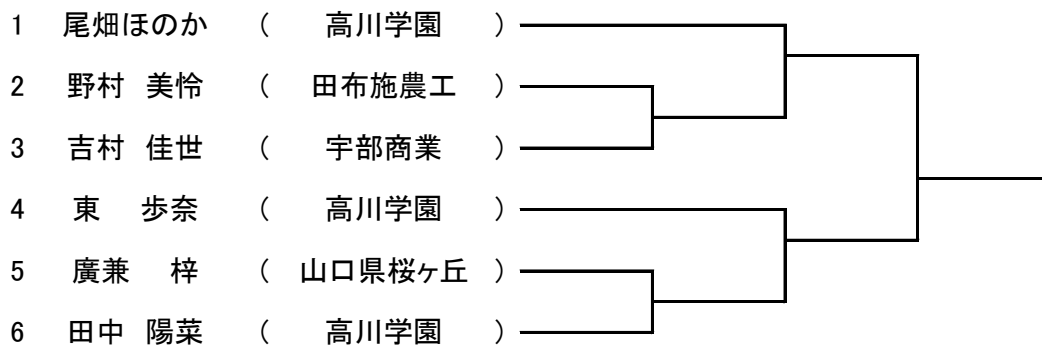 1 尾畑ほのか ( 高川学園 )
2 野村 美怜 ( 田布施農工 )
3 吉村 佳世 ( 宇部商業 )
4 東 歩奈 ( 高川学園 )
5 廣兼 梓 ( 山口県桜ヶ丘 )
6 田中 陽菜 ( 高川学園 )